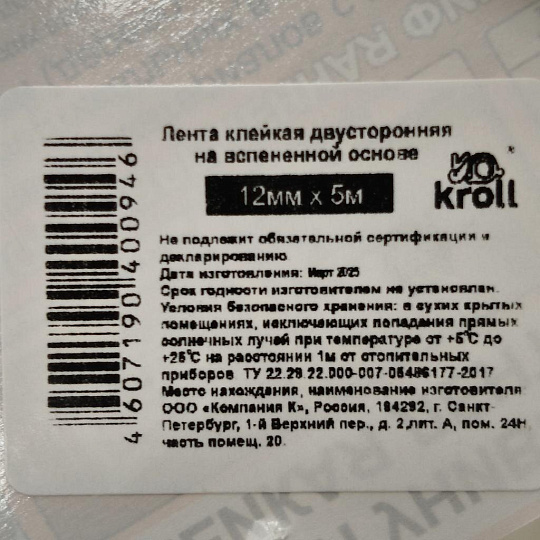 Лента клейкая двусторонняя
на вспененной основе
12мм x 5м
kroll
Не подлежит обязательной сертификации и
декларированию
Дата изготовления: Март 2025
Срок годности изготовителем не установлен.
Условия безопасного хранения: в сухих крытых
помещениях, исключающих попадания прямых
солнечных лучей при температуре от +5°C до
+25°C на расстоянии 1м от отопительных
приборов ТУ 22.29.22.000-007-05486177-2017
Место нахождения, наименование изготовителя:
ООО «Компания К», Россия, 194292, г. Санкт-
Петербург, 1-й Верхний пер., д. 2,лит. А, пом. 24Н,
часть помещ. 20.
4607190400946